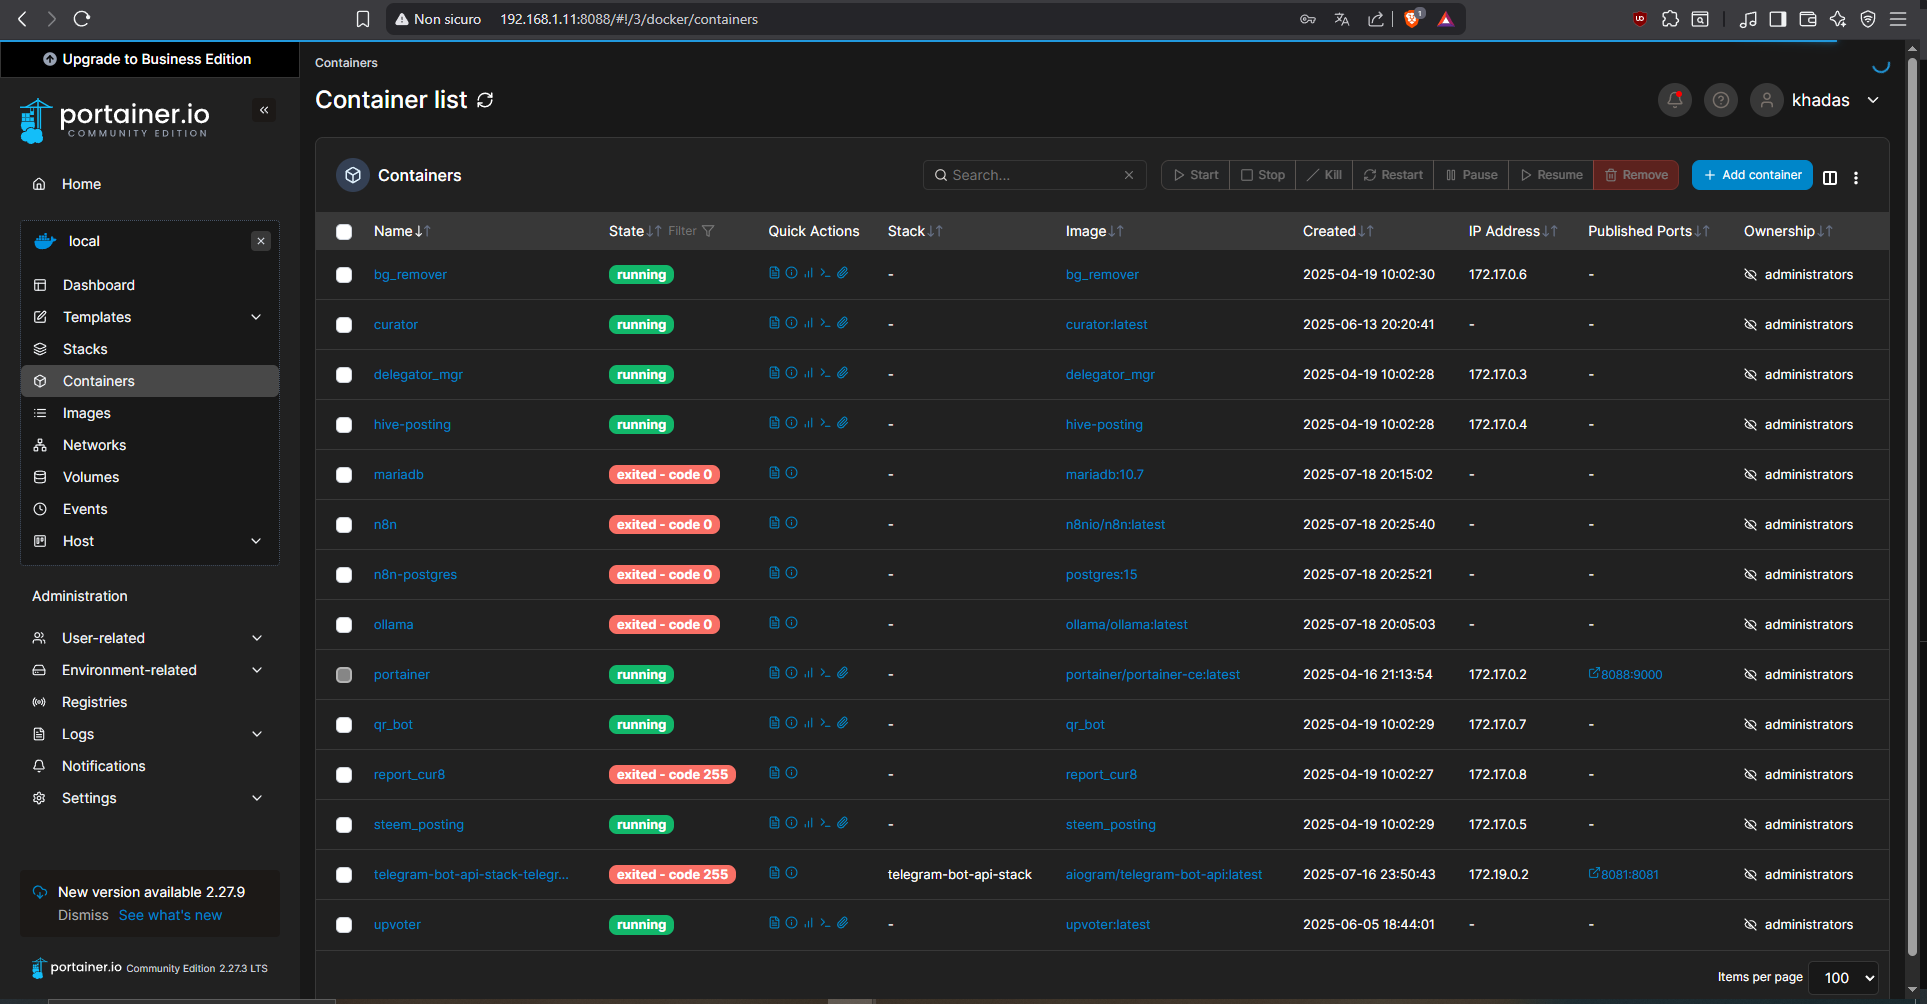 Non sicuro 192.168.1.11:8088/#!/3/docker/containers
Upgrade to Business Edition
portainer.io
COMMUNITY EDITION
Home
local
Dashboard
Templates
Stacks
Containers
Images
Networks
Volumes
Events
Host
Administration
User-related
Environment-related
Registries
Logs
Notifications
Settings
New version available 2.27.9
Dismiss See what's new
portainer.io Community Edition 2.27.3 LTS
Containers
Container list
khadas
Containers
Search...
Start Stop Kill Restart Pause Resume Remove
+ Add container
Name State Filter Quick Actions Stack Image Created IP Address Published Ports Ownership
bg_remover running - bg_remover 2025-04-19 10:02:30 172.17.0.6 - administrators
curator running - curator:latest 2025-06-13 20:20:41 - - administrators
delegator_mgr running - delegator_mgr 2025-04-19 10:02:28 172.17.0.3 - administrators
hive-posting running - hive-posting 2025-04-19 10:02:28 172.17.0.4 - administrators
mariadb exited - code 0 - mariadb:10.7 2025-07-18 20:15:02 - - administrators
n8n exited - code 0 - n8nio/n8n:latest 2025-07-18 20:25:40 - - administrators
n8n-postgres exited - code 0 - postgres:15 2025-07-18 20:25:21 - - administrators
ollama exited - code 0 - ollama/ollama:latest 2025-07-18 20:05:03 - - administrators
portainer running - portainer/portainer-ce:latest 2025-04-16 21:13:54 172.17.0.2 8088:9000 administrators
qr_bot running - qr_bot 2025-04-19 10:02:29 172.17.0.7 - administrators
report_cur8 exited - code 255 - report_cur8 2025-04-19 10:02:27 172.17.0.8 - administrators
steem_posting running - steem_posting 2025-04-19 10:02:29 172.17.0.5 - administrators
telegram-bot-api-stack-telegr... exited - code 255 telegram-bot-api-stack aiogram/telegram-bot-api:latest 2025-07-16 23:50:43 172.19.0.2 8081:8081 administrators
upvoter running - upvoter:latest 2025-06-05 18:44:01 - - administrators
Items per page 100